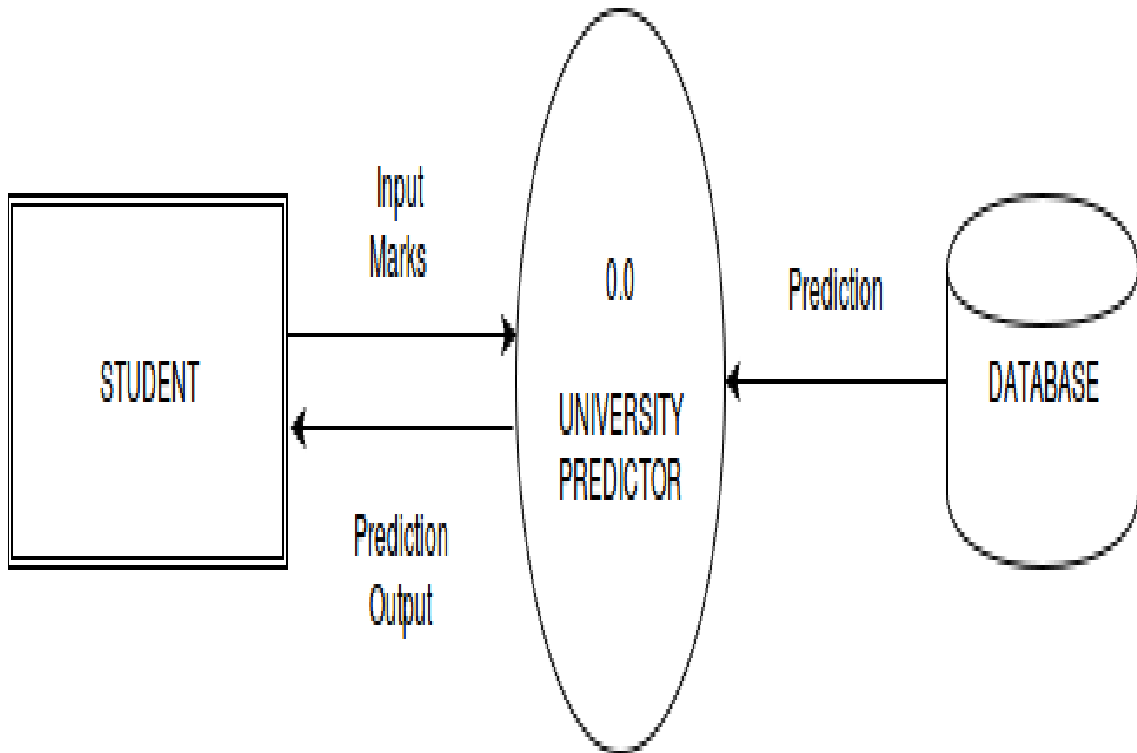 Input
Marks
STUDENT
Prediction
Output
0.0
UNIVERSITY
PREDICTOR
Prediction
DATABASE